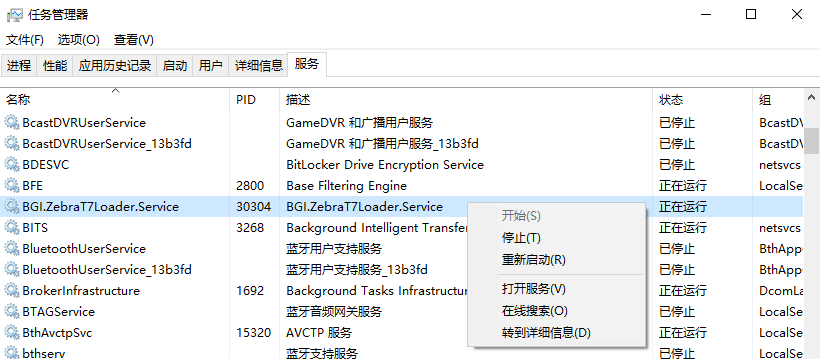 任务管理器
文件(F) 选项(O) 查看(V)
进程 性能 应用历史记录 启动 用户 详细信息 服务
名称 PID 描述 状态 组
BcastDVRUserService GameDVR 和广播用户服务 已停止 BcastDV
BcastDVRUserService_13b3fd GameDVR 和广播用户服务_13b3fd 已停止 BcastDV
BDESVC BitLocker Drive Encryption Service 已停止 netsvcs
BFE 2800 Base Filtering Engine 正在运行 LocalSe
BGI.ZebraT7Loader.Service 30304 BGI.ZebraT7Loader.Service 正在运行
BITS 3268 Background Intelligent Transfer 正在运行 netsvcs
BluetoothUserService 蓝牙用户支持服务 已停止 BthApp
BluetoothUserService_13b3fd 蓝牙用户支持服务_13b3fd 已停止 BthApp
BrokerInfrastructure 1692 Background Tasks Infrastructure 正在运行 DcomLa
BTAGService 蓝牙音频网关服务 已停止 LocalSe
BthAvctpSvc 15320 AVCTP 服务 正在运行 LocalSe
bthserv 蓝牙支持服务 已停止 LocalSe
开始(S)
停止(T)
重新启动(R)
打开服务(V)
在线搜索(O)
转到详细信息(D)